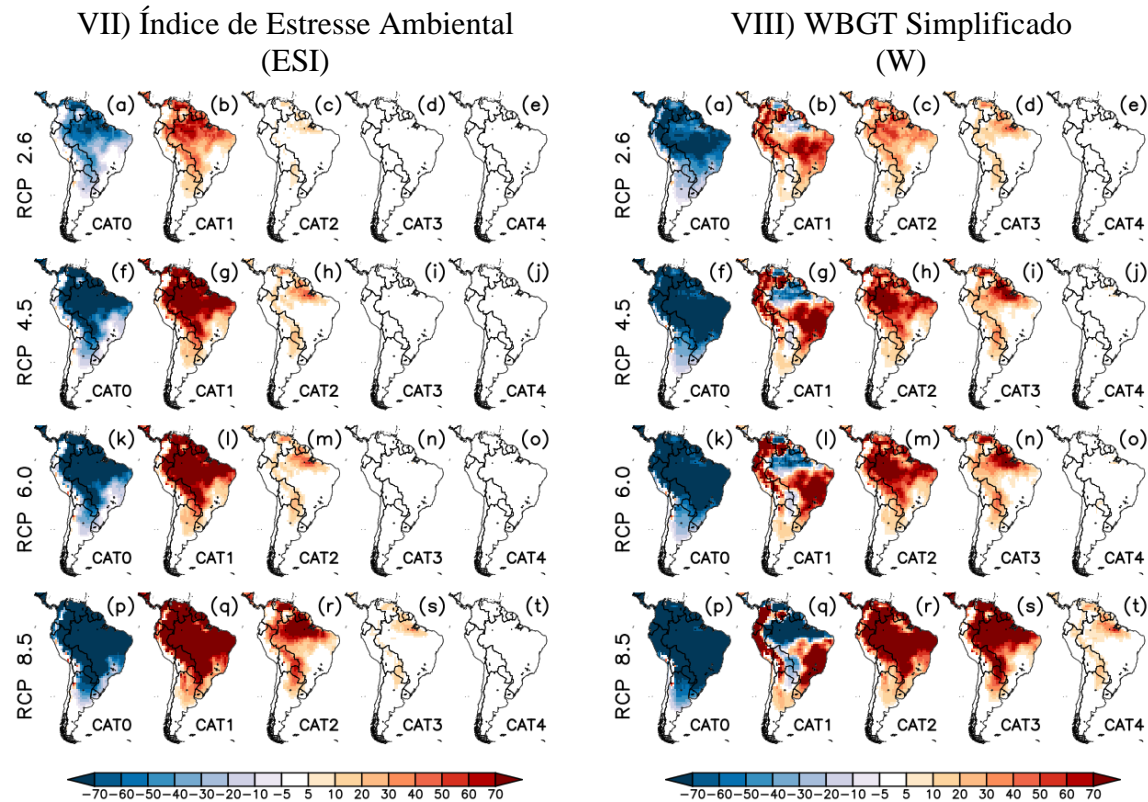 VII) Índice de Estresse Ambiental
(ESI)
RCP 2.6
(a) (b) (c) (d) (e)
CAT0 CAT1 CAT2 CAT3 CAT4
RCP 4.5
(f) (g) (h) (i) (j)
CAT0 CAT1 CAT2 CAT3 CAT4
RCP 6.0
(k) (l) (m) (n) (o)
CAT0 CAT1 CAT2 CAT3 CAT4
RCP 8.5
(p) (q) (r) (s) (t)
CAT0 CAT1 CAT2 CAT3 CAT4
-70 -60 -50 -40 -30 -20 -10 -5 5 10 20 30 40 50 60 70
VIII) WBGT Simplificado
(W)
RCP 2.6
(a) (b) (c) (d) (e)
CAT0 CAT1 CAT2 CAT3 CAT4
RCP 4.5
(f) (g) (h) (i) (j)
CAT0 CAT1 CAT2 CAT3 CAT4
RCP 6.0
(k) (l) (m) (n) (o)
CAT0 CAT1 CAT2 CAT3 CAT4
RCP 8.5
(p) (q) (r) (s) (t)
CAT0 CAT1 CAT2 CAT3 CAT4
-70 -60 -50 -40 -30 -20 -10 -5 5 10 20 30 40 50 60 70